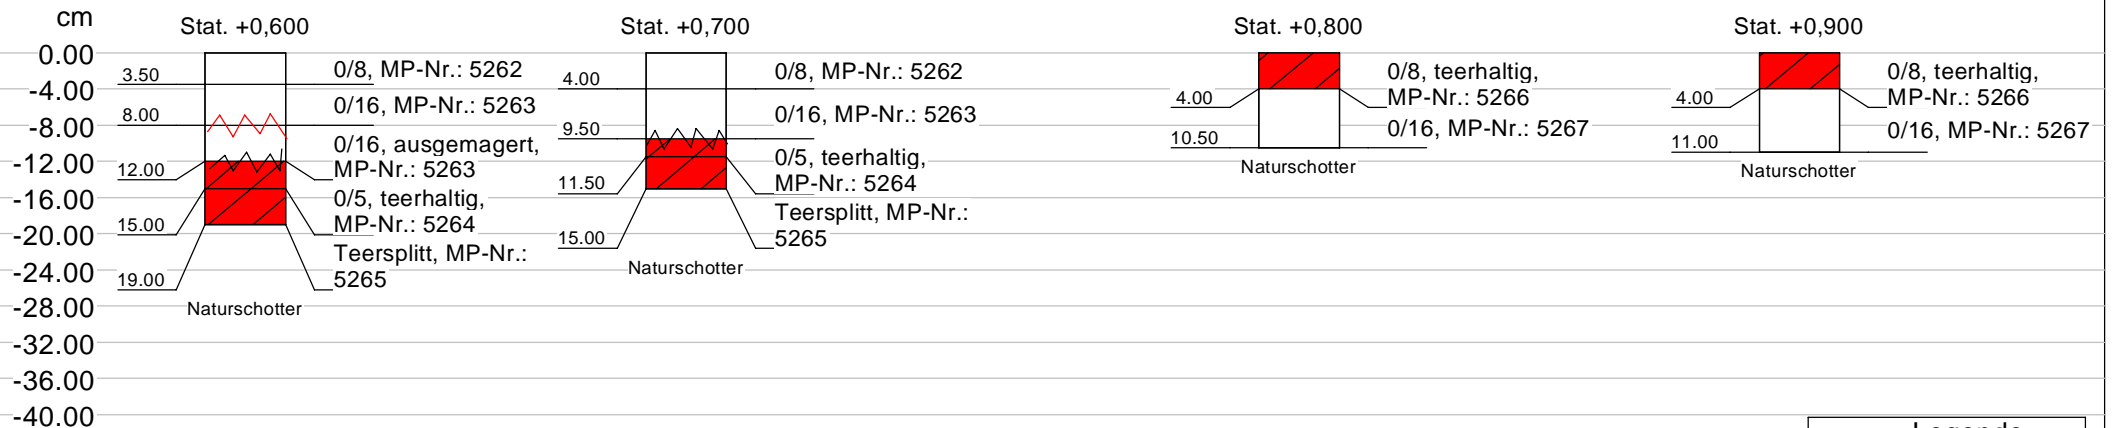 cm
0.00
-4.00
-8.00
-12.00
-16.00
-20.00
-24.00
-28.00
-32.00
-36.00
-40.00
Stat. +0,600
3.50
8.00
12.00
15.00
19.00
0/8, MP-Nr.: 5262
0/16, MP-Nr.: 5263
0/16, ausgemagert,
MP-Nr.: 5263
0/5, teerhaltig,
MP-Nr.: 5264
Teersplitt, MP-Nr.:
5265
Naturschotter
Stat. +0,700
4.00
9.50
11.50
15.00
0/8, MP-Nr.: 5262
0/16, MP-Nr.: 5263
0/5, teerhaltig,
MP-Nr.: 5264
Teersplitt, MP-Nr.:
5265
Naturschotter
Stat. +0,800
4.00
10.50
0/8, teerhaltig,
MP-Nr.: 5266
0/16, MP-Nr.: 5267
Naturschotter
Stat. +0,900
4.00
11.00
0/8, teerhaltig,
MP-Nr.: 5266
0/16, MP-Nr.: 5267
Naturschotter
Legende